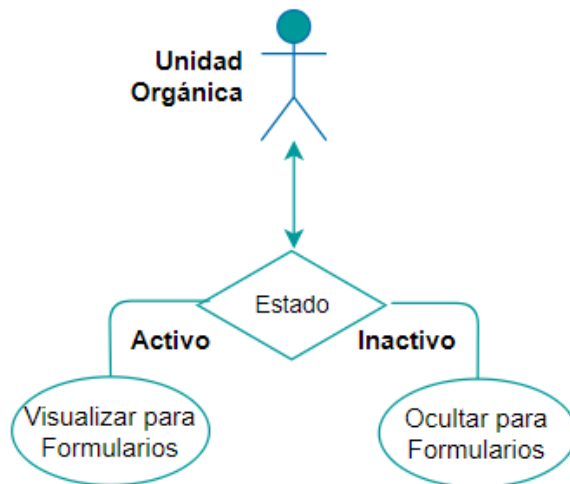 Unidad
Orgánica
Estado
Activo
Inactivo
Visualizar para
Formularios
Ocultar para
Formularios